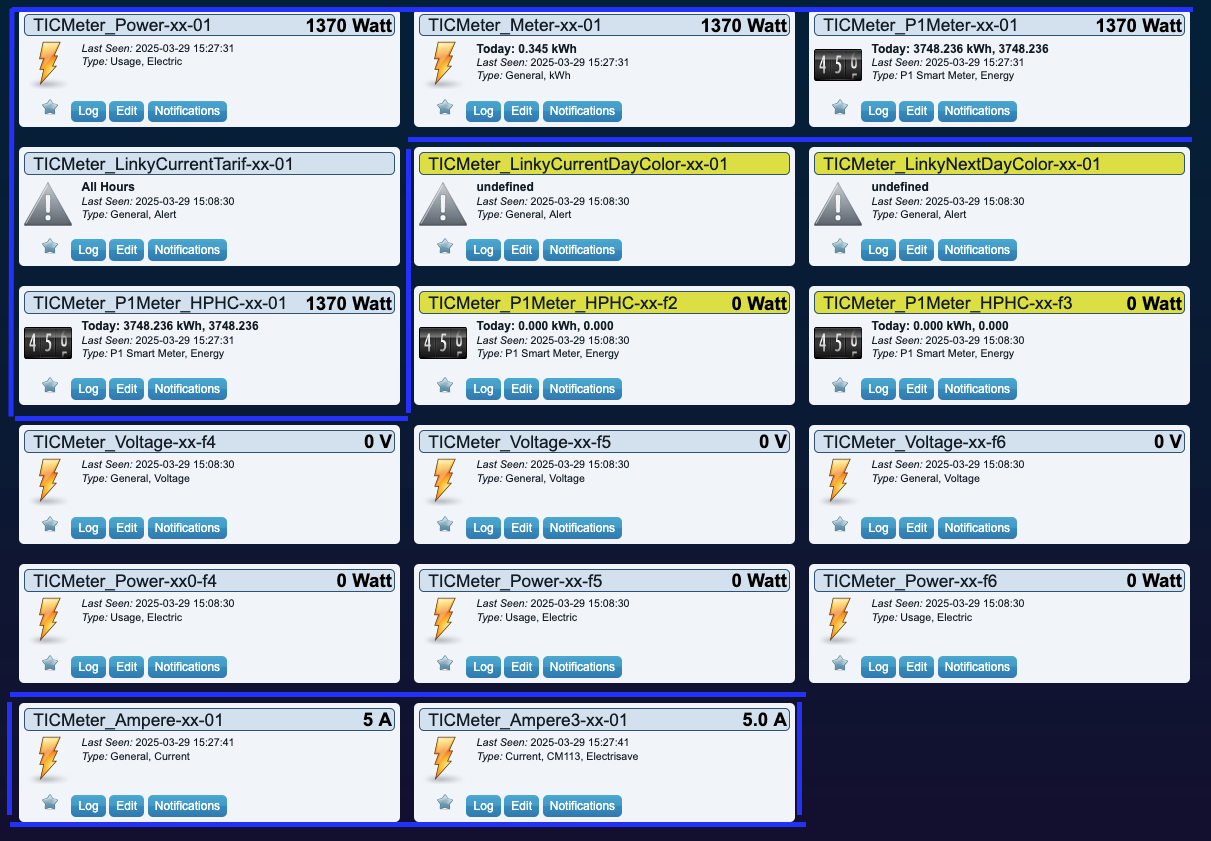 TICMeter_Power-xx-01 1370 Watt
Last Seen: 2025-03-29 15:27:31
Type: Usage, Electric
Log Edit Notifications
TICMeter_Meter-xx-01 1370 Watt
Today: 0.345 kWh
Last Seen: 2025-03-29 15:27:31
Type: General, kWh
Log Edit Notifications
TICMeter_P1Meter-xx-01 1370 Watt
Today: 3748.236 kWh, 3748.236
Last Seen: 2025-03-29 15:27:31
Type: P1 Smart Meter, Energy
Log Edit Notifications
TICMeter_LinkyCurrentTarif-xx-01
All Hours
Last Seen: 2025-03-29 15:08:30
Type: General, Alert
Log Edit Notifications
TICMeter_LinkyCurrentDayColor-xx-01
undefined
Last Seen: 2025-03-29 15:08:30
Type: General, Alert
Log Edit Notifications
TICMeter_LinkyNextDayColor-xx-01
undefined
Last Seen: 2025-03-29 15:08:30
Type: General, Alert
Log Edit Notifications
TICMeter_P1Meter_HPHC-xx-01 1370 Watt
Today: 3748.236 kWh, 3748.236
Last Seen: 2025-03-29 15:27:31
Type: P1 Smart Meter, Energy
Log Edit Notifications
TICMeter_P1Meter_HPHC-xx-f2 0 Watt
Today: 0.000 kWh, 0.000
Last Seen: 2025-03-29 15:08:30
Type: P1 Smart Meter, Energy
Log Edit Notifications
TICMeter_P1Meter_HPHC-xx-f3 0 Watt
Today: 0.000 kWh, 0.000
Last Seen: 2025-03-29 15:08:30
Type: P1 Smart Meter, Energy
Log Edit Notifications
TICMeter_Voltage-xx-f4 0 V
Last Seen: 2025-03-29 15:08:30
Type: General, Voltage
Log Edit Notifications
TICMeter_Voltage-xx-f5 0 V
Last Seen: 2025-03-29 15:08:30
Type: General, Voltage
Log Edit Notifications
TICMeter_Voltage-xx-f6 0 V
Last Seen: 2025-03-29 15:08:30
Type: General, Voltage
Log Edit Notifications
TICMeter_Power-xx0-f4 0 Watt
Last Seen: 2025-03-29 15:08:30
Type: Usage, Electric
Log Edit Notifications
TICMeter_Power-xx-f5 0 Watt
Last Seen: 2025-03-29 15:08:30
Type: Usage, Electric
Log Edit Notifications
TICMeter_Power-xx-f6 0 Watt
Last Seen: 2025-03-29 15:08:30
Type: Usage, Electric
Log Edit Notifications
TICMeter_Ampere-xx-01 5 A
Last Seen: 2025-03-29 15:27:41
Type: General, Current
Log Edit Notifications
TICMeter_Ampere3-xx-01 5.0 A
Last Seen: 2025-03-29 15:27:41
Type: Current, CM113, Electrisave
Log Edit Notifications